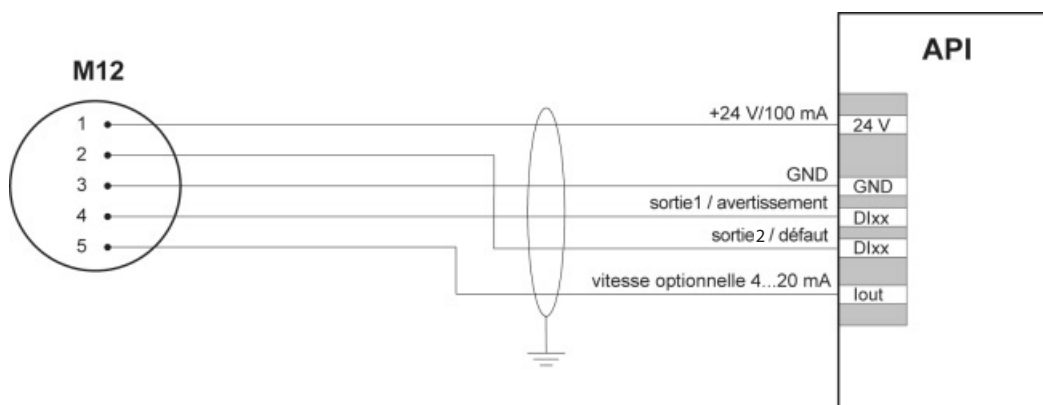 API
M12
1
2
3
4
5
+24 V/100 mA
24 V
GND
GND
sortie1 / avertissement
DIxx
sortie2 / défaut
DIxx
vitesse optionnelle 4...20 mA
Iout